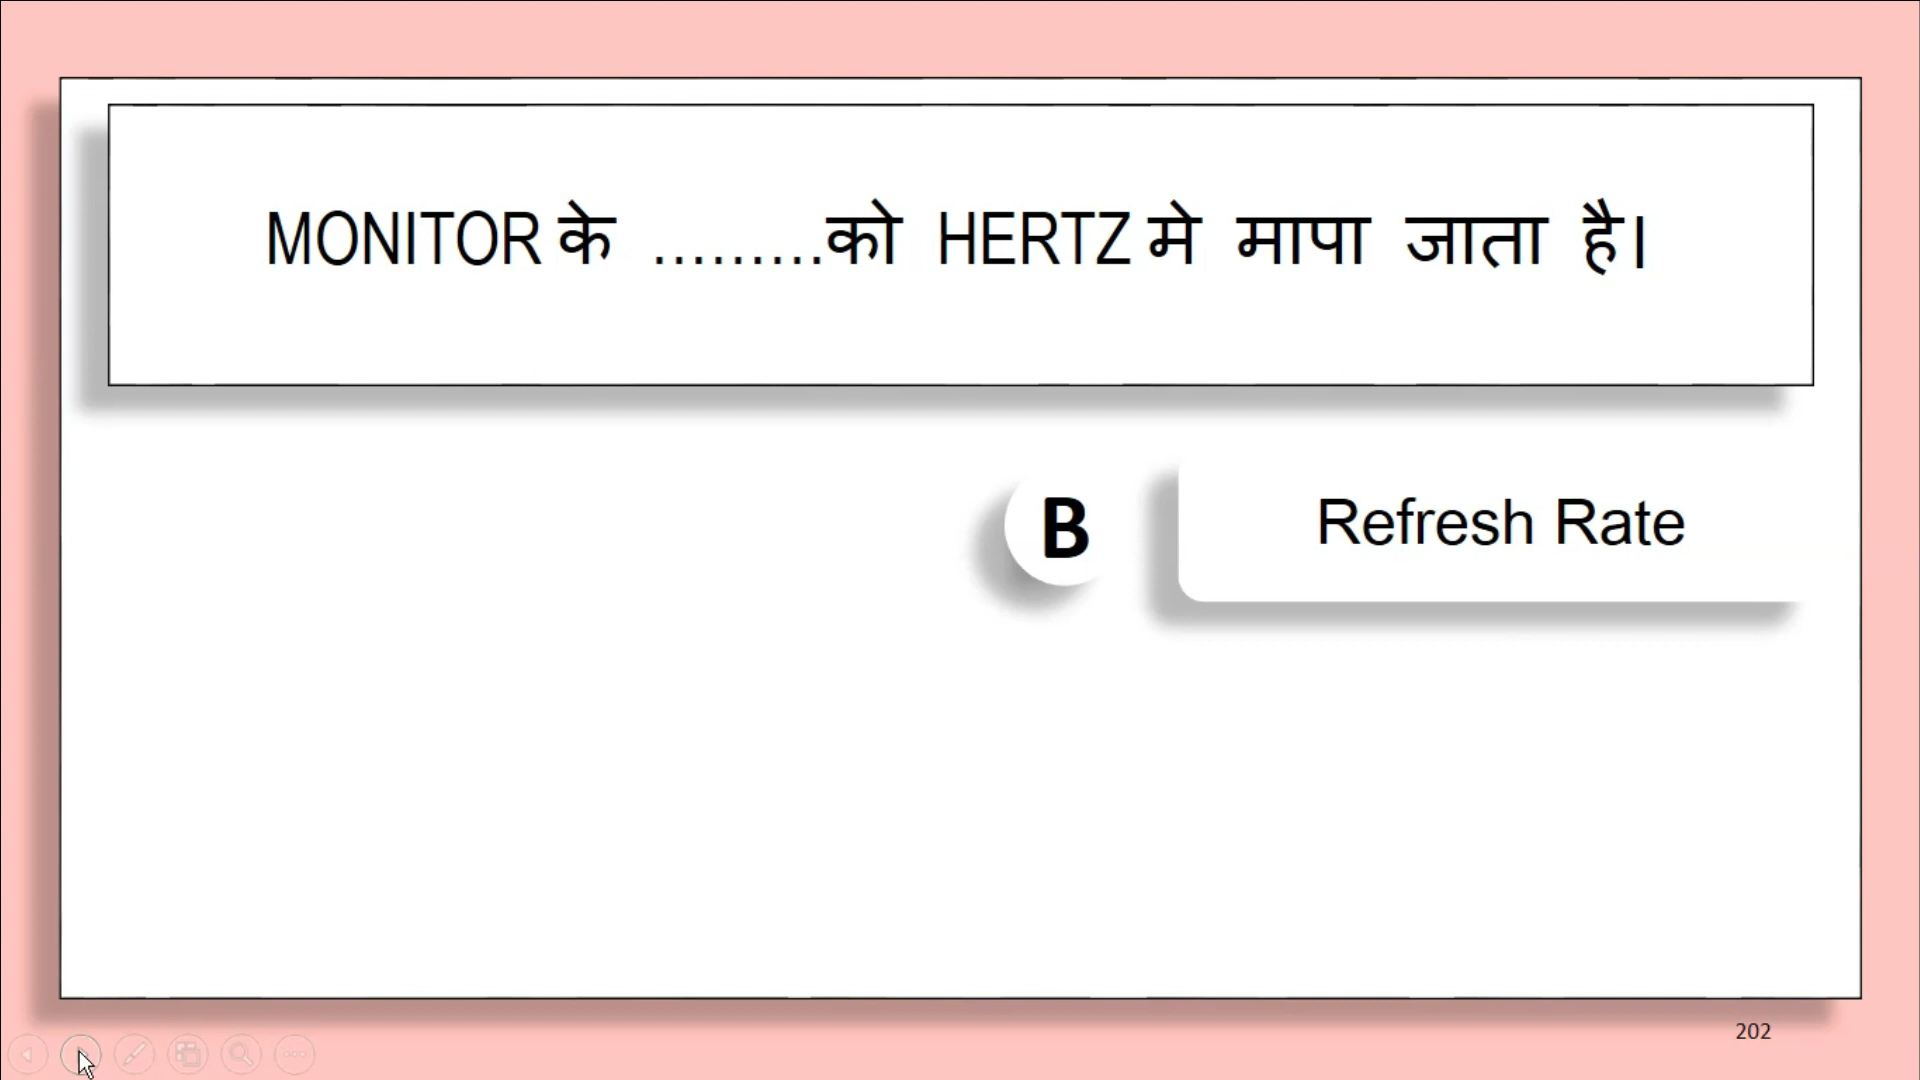 MONITOR के .........को HERTZ मे मापा जाता है।
B
Refresh Rate
202